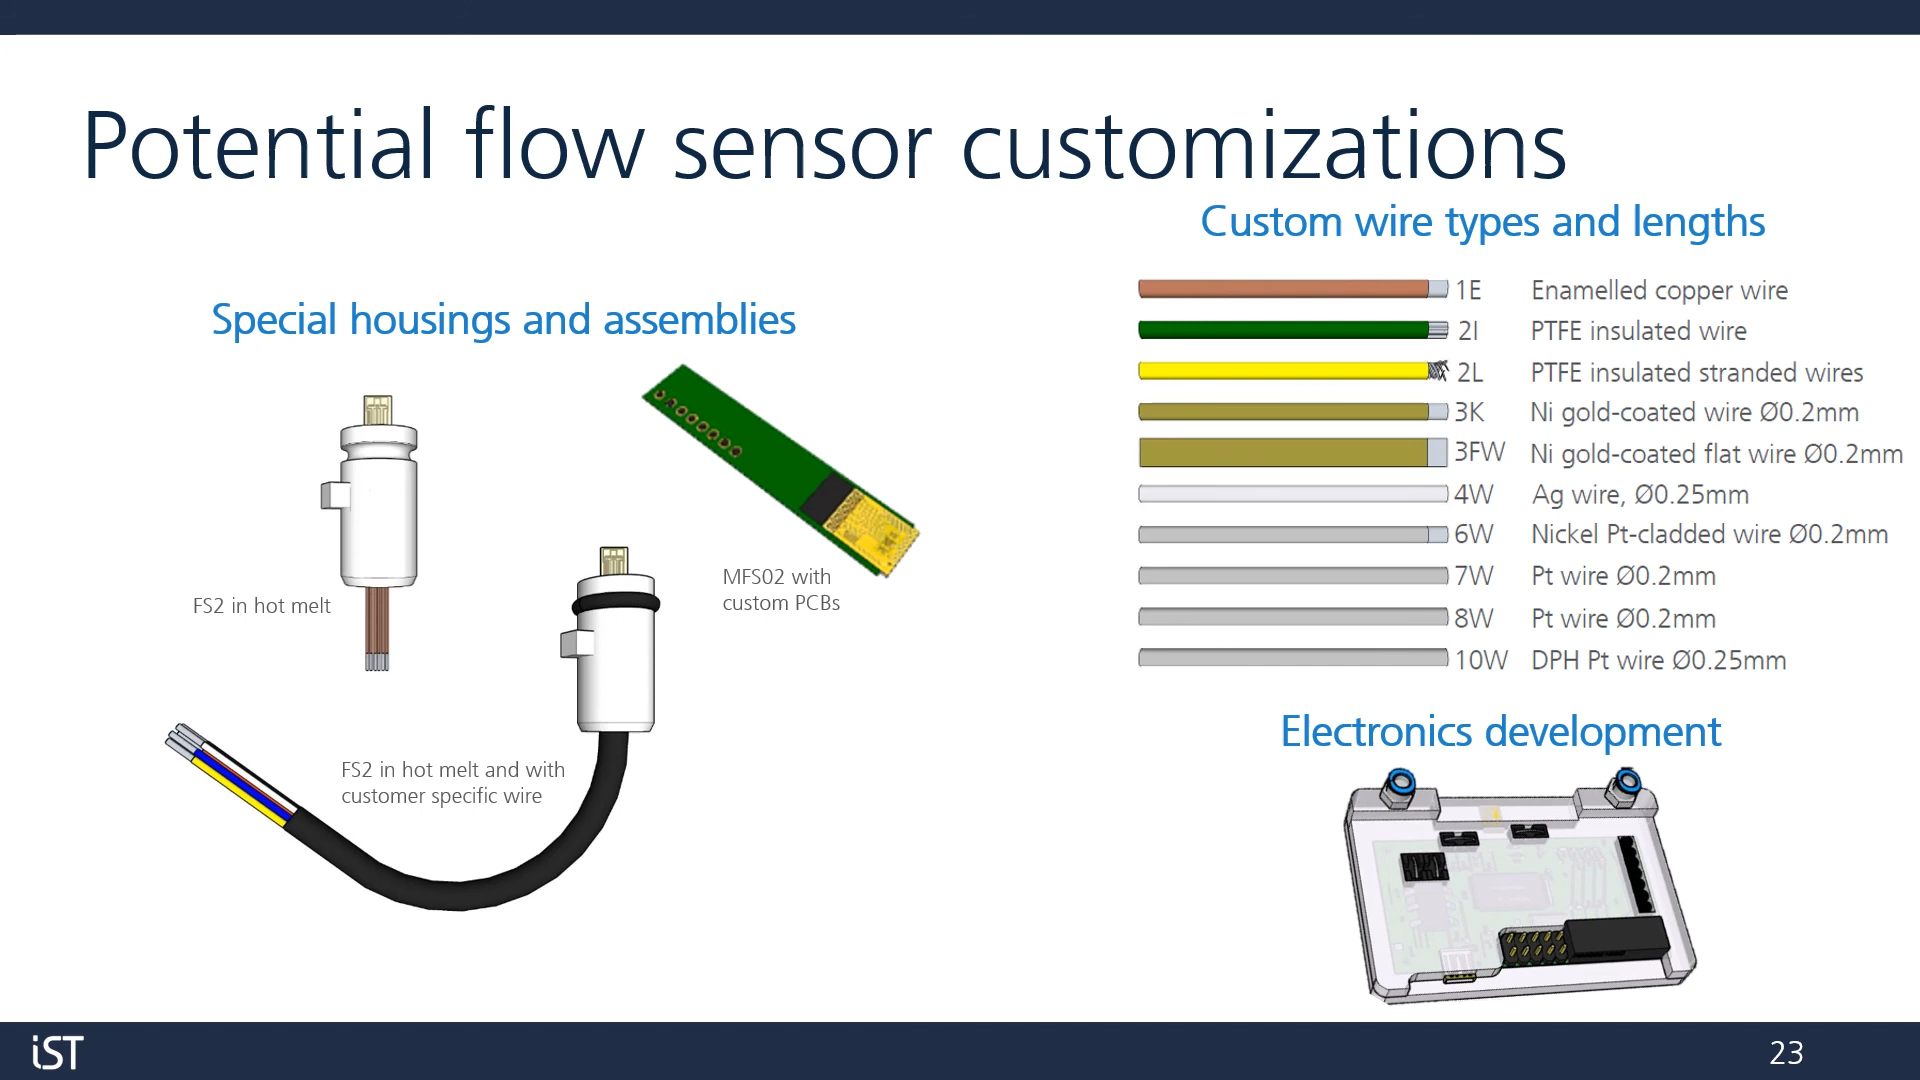 Potential flow sensor customizations
Special housings and assemblies
FS2 in hot melt
MFS02 with
custom PCBs
FS2 in hot melt and with
customer specific wire
Custom wire types and lengths
1E Enamelled copper wire
2I PTFE insulated wire
2L PTFE insulated stranded wires
3K Ni gold-coated wire Ø0.2mm
3FW Ni gold-coated flat wire Ø0.2mm
4W Ag wire, Ø0.25mm
6W Nickel Pt-cladded wire Ø0.2mm
7W Pt wire Ø0.2mm
8W Pt wire Ø0.2mm
10W DPH Pt wire Ø0.25mm
Electronics development
iST
23